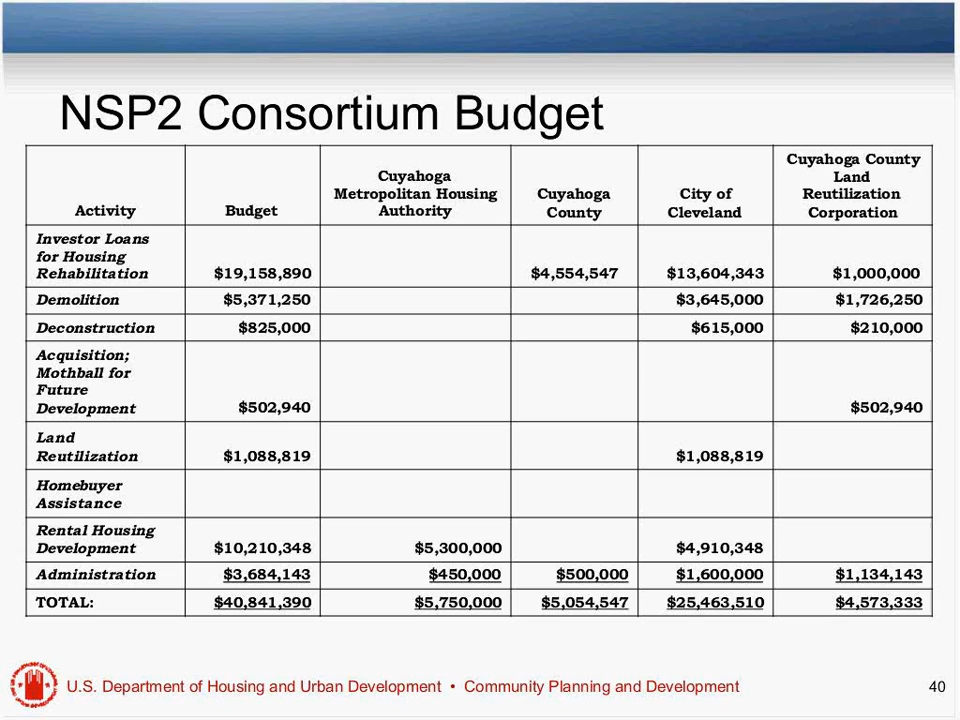 NSP2 Consortium Budget
Activity Budget Cuyahoga Metropolitan Housing Authority Cuyahoga County City of Cleveland Cuyahoga County Land Reutilization Corporation
Investor Loans
for Housing
Rehabilitation $19,158,890 $4,554,547 $13,604,343 $1,000,000
Demolition $5,371,250 $3,645,000 $1,726,250
Deconstruction $825,000 $615,000 $210,000
Acquisition;
Mothball for
Future
Development $502,940 $502,940
Land
Reutilization $1,088,819 $1,088,819
Homebuyer
Assistance
Rental Housing
Development $10,210,348 $5,300,000 $4,910,348
Administration $3,684,143 $450,000 $500,000 $1,600,000 $1,134,143
TOTAL: $40,841,390 $5,750,000 $5,054,547 $25,463,510 $4,573,333
U.S. Department of Housing and Urban Development • Community Planning and Development 40